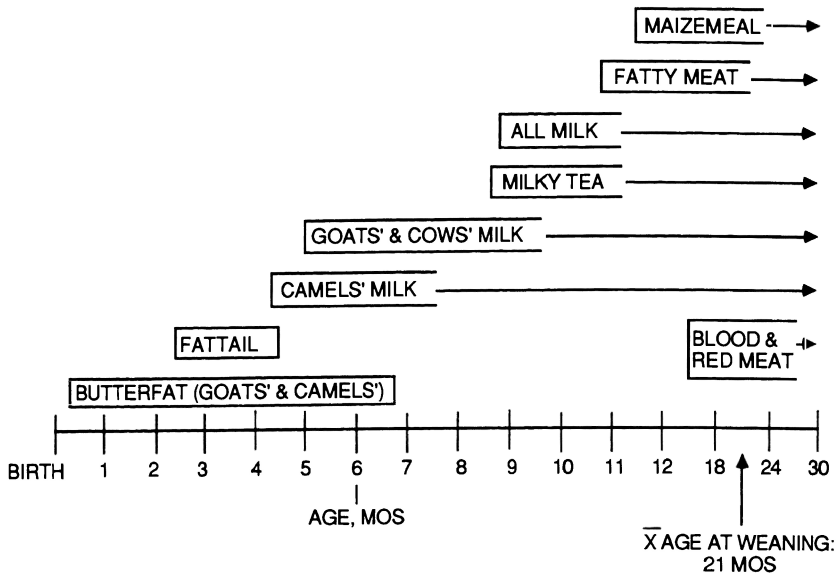 MAIZEMEAL
FATTY MEAT
ALL MILK
MILKY TEA
GOATS' & COWS' MILK
CAMELS' MILK
FATTAIL
BLOOD &
RED MEAT
BUTTERFAT (GOATS' & CAMELS')
BIRTH 1 2 3 4 5 6 7 8 9 10 11 12 18 24 30
AGE, MOS
X̅ AGE AT WEANING:
21 MOS